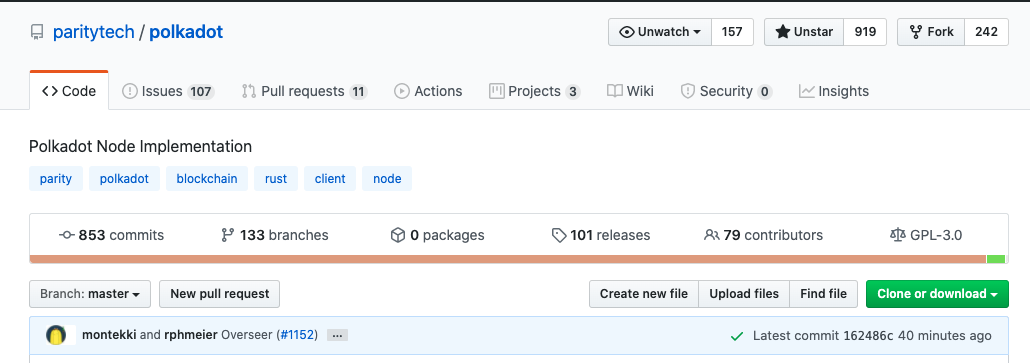 paritytech / polkadot
Unwatch 157 Unstar 919 Fork 242
Code Issues 107 Pull requests 11 Actions Projects 3 Wiki Security 0 Insights
Polkadot Node Implementation
parity polkadot blockchain rust client node
853 commits 133 branches 0 packages 101 releases 79 contributors GPL-3.0
Branch: master New pull request Create new file Upload files Find file Clone or download
montekki and rphmeier Overseer (#1152) ... Latest commit 162486c 40 minutes ago